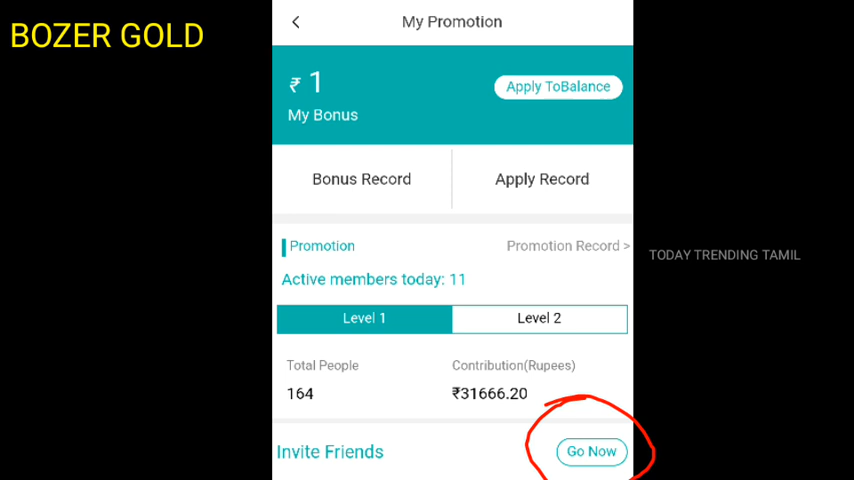 BOZER GOLD
My Promotion
₹ 1
Apply ToBalance
My Bonus
Bonus Record
Apply Record
Promotion
Promotion Record >
Active members today: 11
Level 1
Level 2
Total People
Contribution(Rupees)
164
₹31666.20
Invite Friends
Go Now
TODAY TRENDING TAMIL